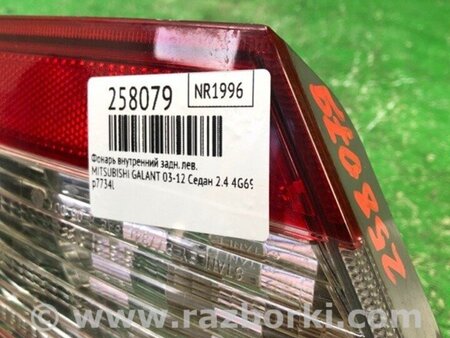 258079
NR1996
Фонарь внутренний задн. лев.
MITSUBISHI GALANT 03-12 Седан 2.4 4G69
p7734l
258079
STANLEY
www.razborki.com